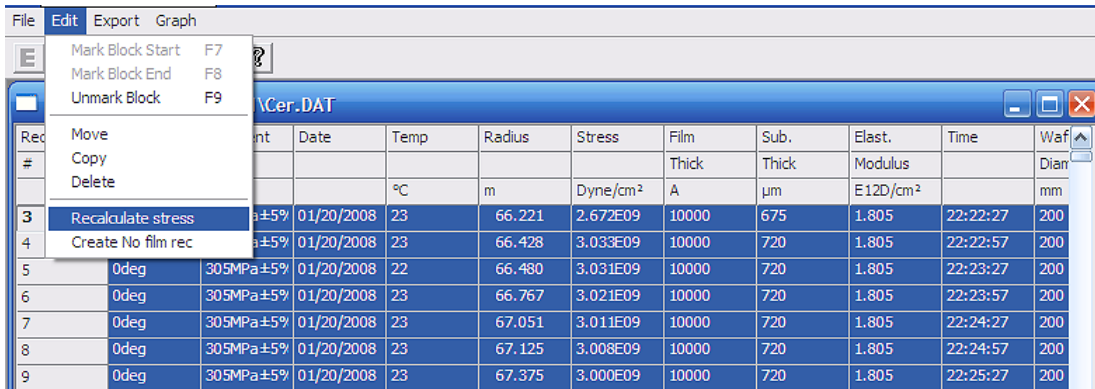 File Edit Export Graph
E
Mark Block Start F7
Mark Block End F8
Unmark Block F9
\Cer.DAT
Move
Copy
Delete
Recalculate stress
Create No film rec
Rec nt Date Temp Radius Stress Film Sub. Elast. Time Waf
# Thick Thick Modulus Diam
°C m Dyne/cm² A µm E12D/cm² mm
3 a±5% 01/20/2008 23 66.221 2.672E09 10000 675 1.805 22:22:27 200
4 a±5% 01/20/2008 23 66.428 3.033E09 10000 720 1.805 22:22:57 200
5 0deg 305MPa±5% 01/20/2008 22 66.480 3.031E09 10000 720 1.805 22:23:27 200
6 0deg 305MPa±5% 01/20/2008 23 66.767 3.021E09 10000 720 1.805 22:23:57 200
7 0deg 305MPa±5% 01/20/2008 23 67.051 3.011E09 10000 720 1.805 22:24:27 200
8 0deg 305MPa±5% 01/20/2008 23 67.125 3.008E09 10000 720 1.805 22:24:57 200
9 0deg 305MPa±5% 01/20/2008 23 67.375 3.000E09 10000 720 1.805 22:25:27 200